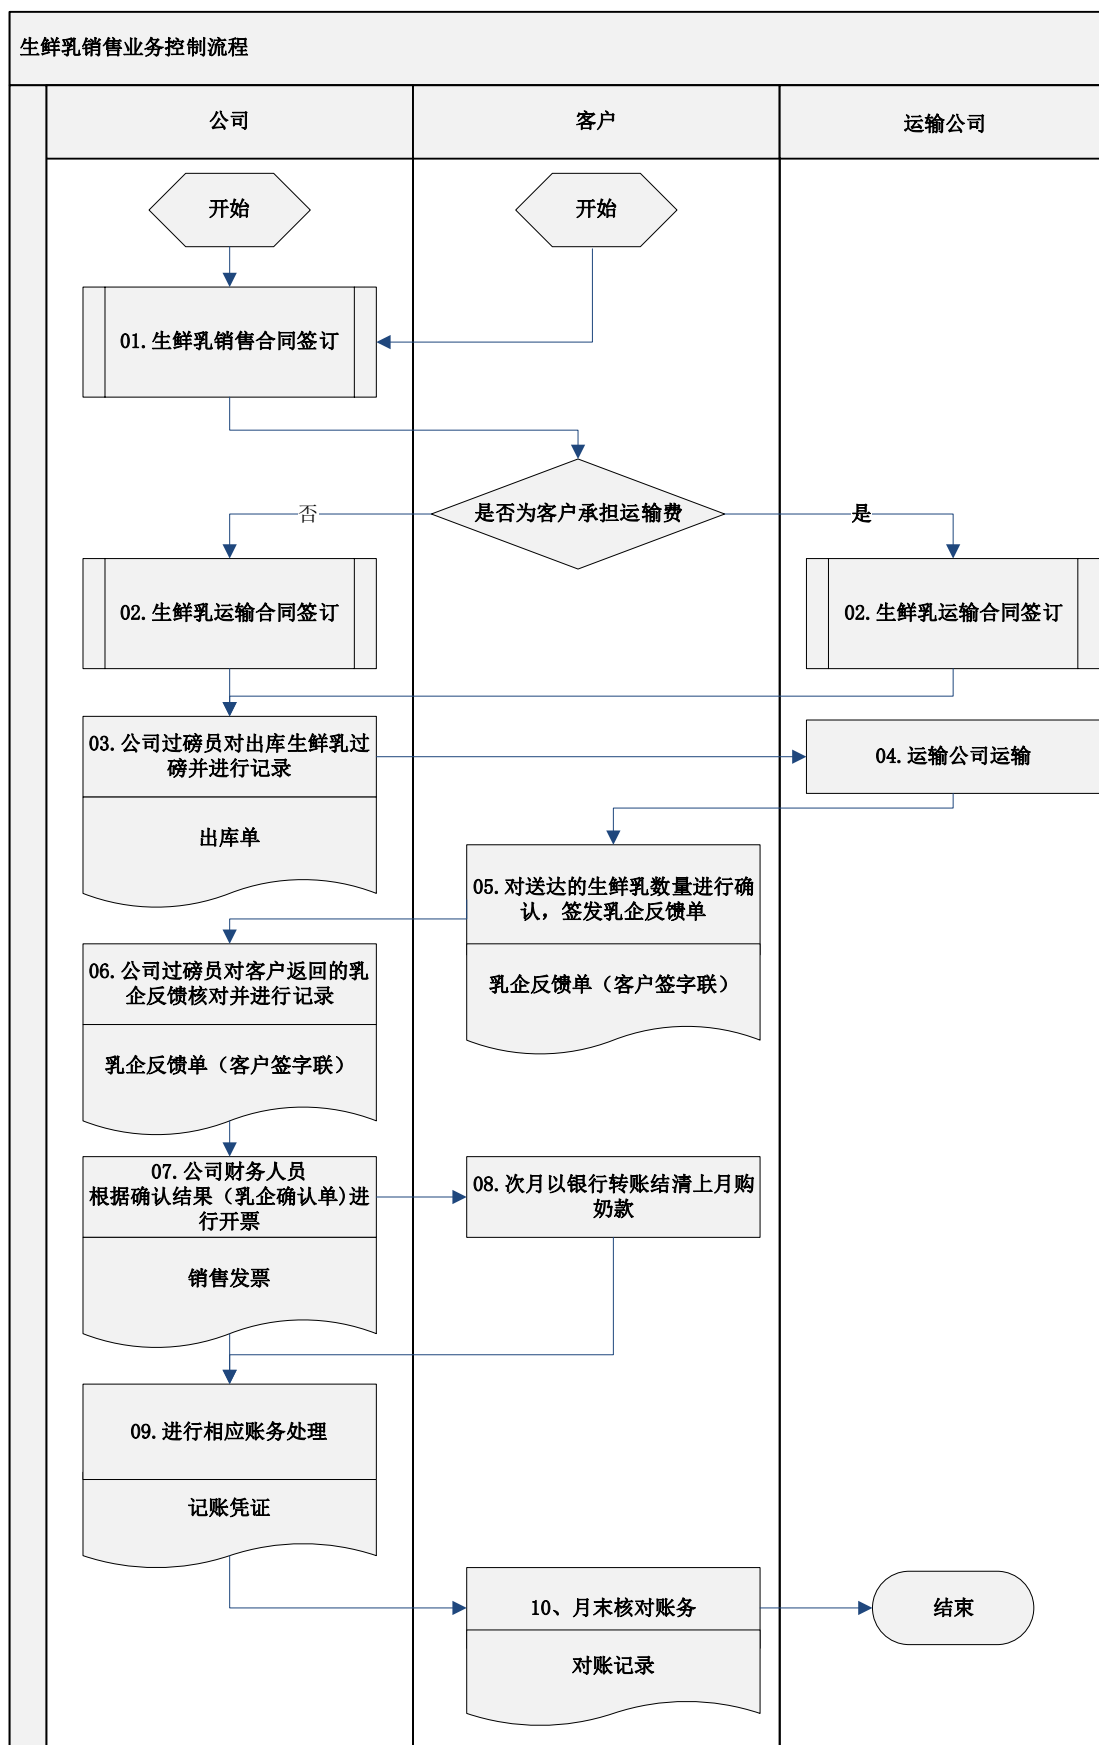 生鲜乳销售业务控制流程
公司
客户
运输公司
开始
开始
01.生鲜乳销售合同签订
是否为客户承担运输费
否
是
02.生鲜乳运输合同签订
02.生鲜乳运输合同签订
03.公司过磅员对出库生鲜乳过
磅并进行记录
出库单
04.运输公司运输
05.对送达的生鲜乳数量进行确
认，签发乳企反馈单
乳企反馈单（客户签字联）
06.公司过磅员对客户返回的乳
企反馈核对并进行记录
乳企反馈单（客户签字联）
07.公司财务人员
根据确认结果（乳企确认单)进
行开票
销售发票
08.次月以银行转账结清上月购
奶款
09.进行相应账务处理
记账凭证
10、月末核对账务
对账记录
结束